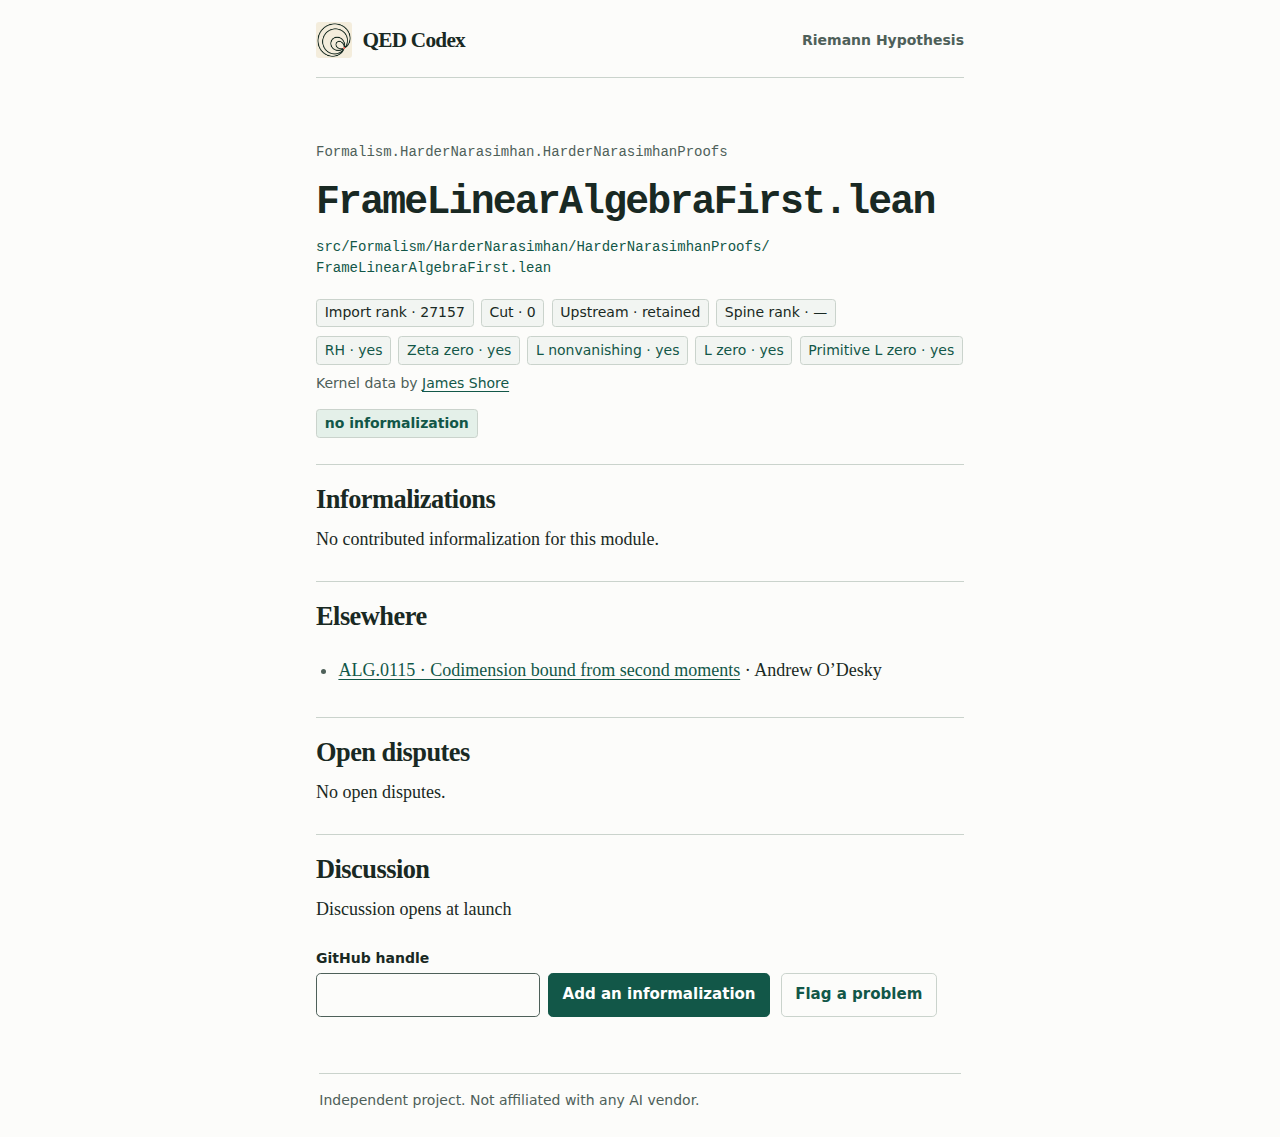 QED Codex
Riemann Hypothesis
Formalism.HarderNarasimhan.HarderNarasimhanProofs
FrameLinearAlgebraFirst.lean
src/Formalism/HarderNarasimhan/HarderNarasimhanProofs/
FrameLinearAlgebraFirst.lean
Import rank · 27157 Cut · 0 Upstream · retained Spine rank · —
RH · yes Zeta zero · yes L nonvanishing · yes L zero · yes Primitive L zero · yes
Kernel data by James Shore
no informalization
Informalizations
No contributed informalization for this module.
Elsewhere
• ALG.0115 · Codimension bound from second moments · Andrew O’Desky
Open disputes
No open disputes.
Discussion
Discussion opens at launch
GitHub handle
Add an informalization Flag a problem
Independent project. Not affiliated with any AI vendor.